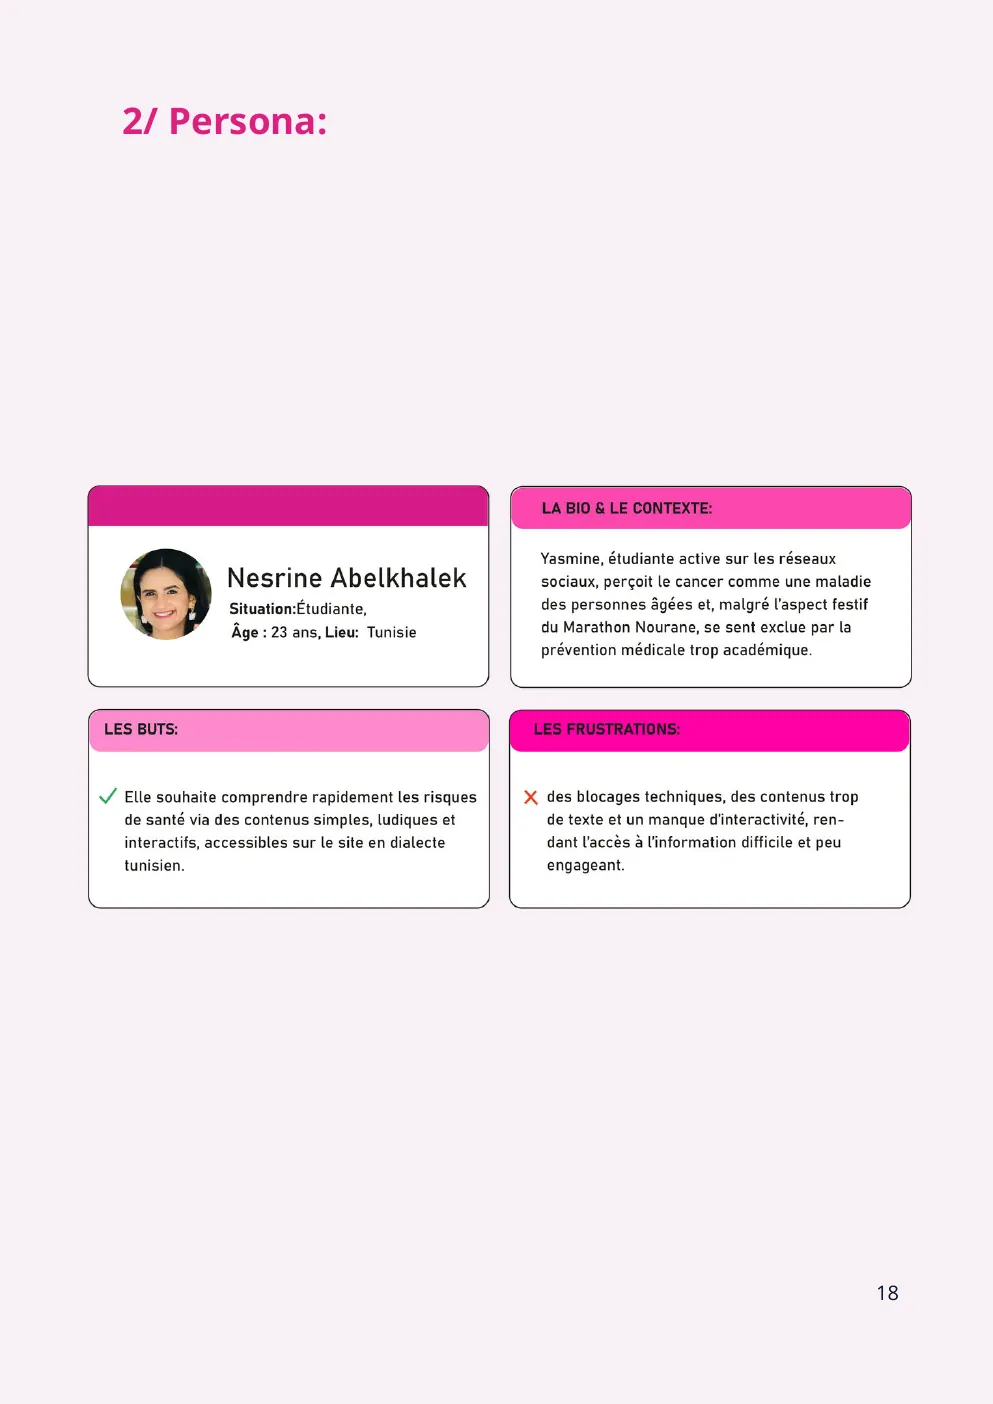 2/ Persona:
Nesrine Abelkhalek
Situation:Étudiante,
Âge : 23 ans, Lieu: Tunisie
LA BIO & LE CONTEXTE:
Yasmine, étudiante active sur les réseaux
sociaux, perçoit le cancer comme une maladie
des personnes âgées et, malgré l'aspect festif
du Marathon Nourane, se sent exclue par la
prévention médicale trop académique.
LES BUTS:
Elle souhaite comprendre rapidement les risques
de santé via des contenus simples, ludiques et
interactifs, accessibles sur le site en dialecte
tunisien.
LES FRUSTRATIONS:
des blocages techniques, des contenus trop
de texte et un manque d'interactivité, ren-
dant l'accès à l'information difficile et peu
engageant.
18